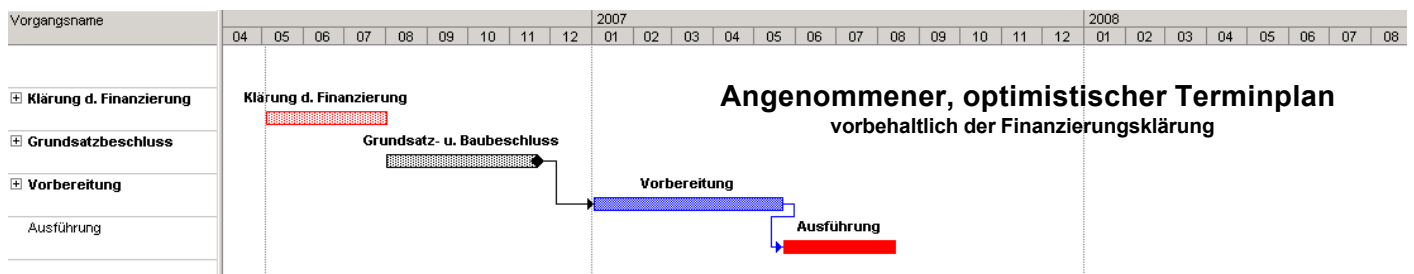 Vorgangsname
2007
2008
04 05 06 07 08 09 10 11 12 01 02 03 04 05 06 07 08 09 10 11 12 01 02 03 04 05 06 07 08
Angenommener, optimistischer Terminplan
vorbehaltlich der Finanzierungsklärung
Klärung d. Finanzierung
Klärung d. Finanzierung
Grundsatzbeschluss
Grundsatz- u. Baubeschluss
Vorbereitung
Vorbereitung
Ausführung
Ausführung